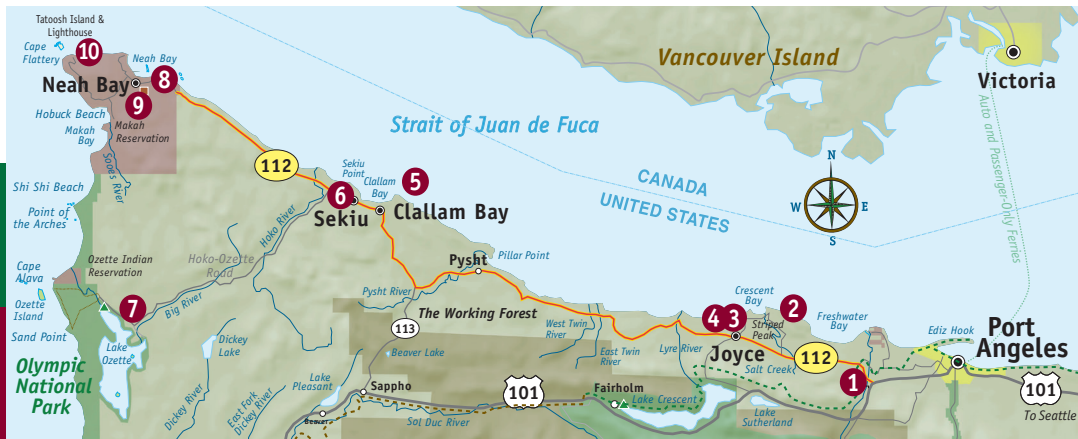 Tatoosh Island &
Lighthouse
Cape
Flattery
10
Neah Bay
8
Neah Bay
9
Hobuck Beach
Makah
Bay
Makah
Reservation
Sooes River
Shi Shi Beach
Point of
the Arches
Cape
Alava
Ozette Indian
Reservation
Ozette
Island
Sand Point
7
Lake
Ozette
Olympic
National
Park
Big River
Hoko-Ozette
Road
Hoko River
112
Sekiu
Point
Clallam
Bay
5
6
Sekiu
Clallam Bay
Strait of Juan de Fuca
Vancouver Island
Victoria
Auto and Passenger-Only Ferries
CANADA
UNITED STATES
N
W
E
S
Pysht
Pillar Point
Pysht River
The Working Forest
113
Beaver Lake
Dickey
Lake
Dickey River
East Fork
Dickey River
Lake
Pleasant
Beaver
Sappho
101
Sol Duc River
West Twin
River
East Twin
River
Lyre River
Fairholm
Lake Crescent
4
3
Joyce
Crescent
Bay
2
Striped
Peak
Salt Creek
112
Freshwater
Bay
1
Lake
Sutherland
Ediz Hook
Port
Angeles
101
To Seattle